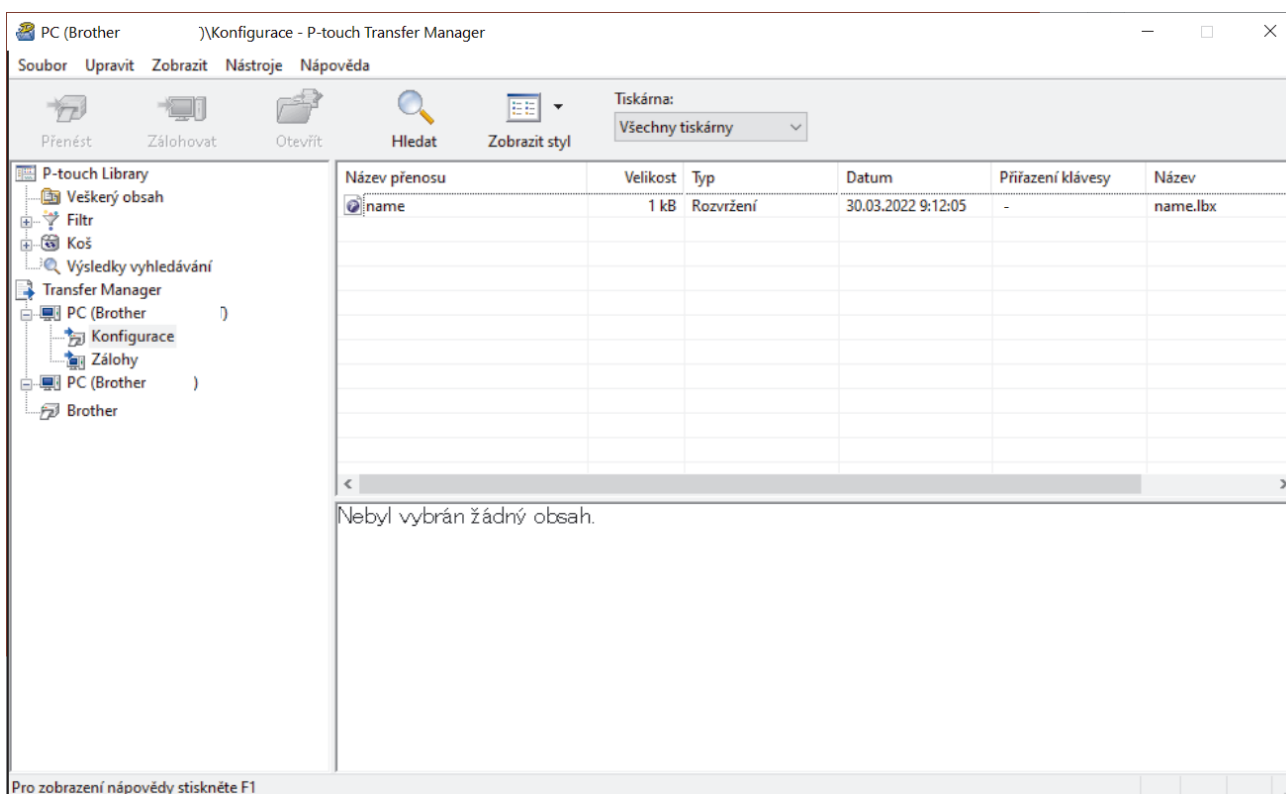 PC (Brother )\Konfigurace - P-touch Transfer Manager
Soubor Upravit Zobrazit Nástroje Nápověda
Přenést Zálohovat Otevřít Hledat Zobrazit styl
Tiskárna:
Všechny tiskárny
P-touch Library
Veškerý obsah
Filtr
Koš
Výsledky vyhledávání
Transfer Manager
PC (Brother )
Konfigurace
Zálohy
PC (Brother )
Brother
Název přenosu Velikost Typ Datum Přiřazení klávesy Název
name 1 kB Rozvržení 30.03.2022 9:12:05 - name.lbx
Nebyl vybrán žádný obsah.
Pro zobrazení nápovědy stiskněte F1